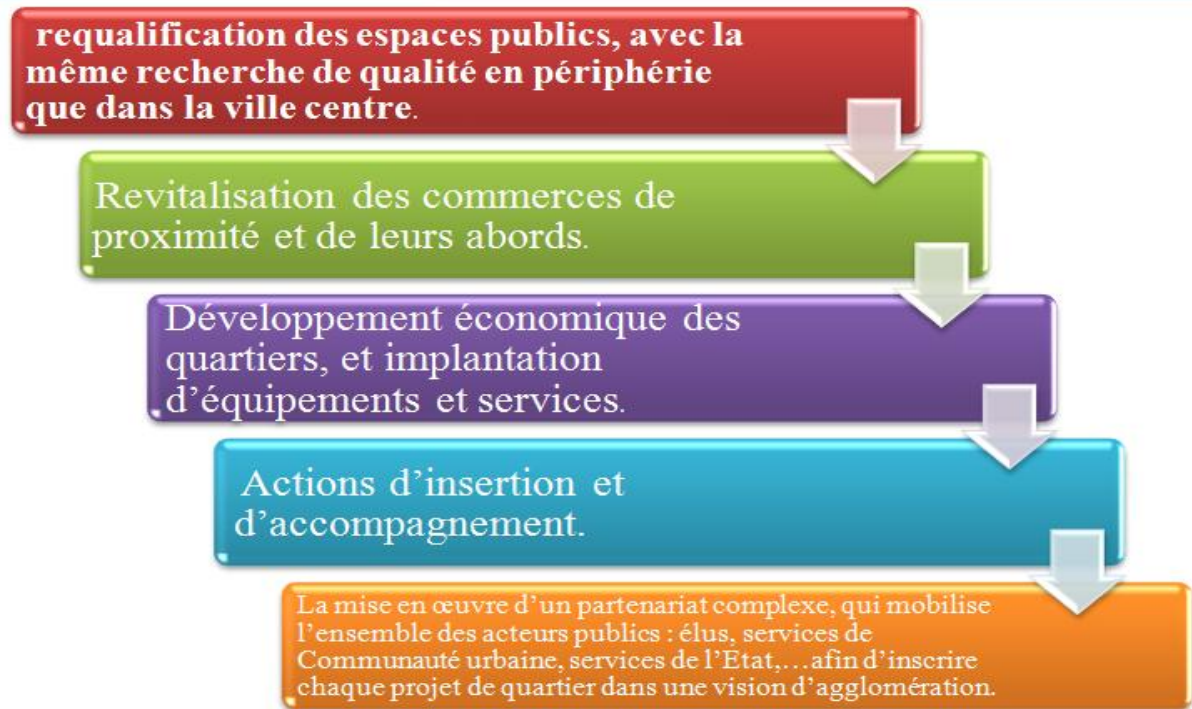 requalification des espaces publics, avec la
même recherche de qualité en périphérie
que dans la ville centre.
Revitalisation des commerces de
proximité et de leurs abords.
Développement économique des
quartiers, et implantation
d’équipements et services.
Actions d’insertion et
d’accompagnement.
La mise en œuvre d’un partenariat complexe, qui mobilise
l’ensemble des acteurs publics : élus, services de
Communauté urbaine, services de l’Etat,…afin d’inscrire
chaque projet de quartier dans une vision d’agglomération.